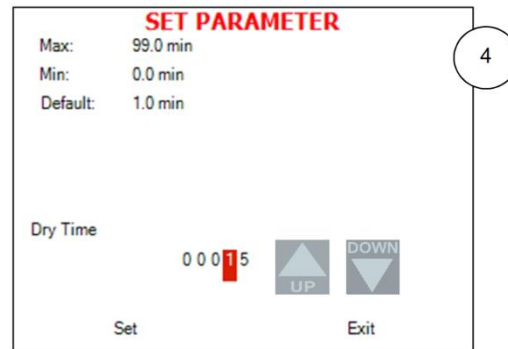 SET PARAMETER
Max: 99.0 min
Min: 0.0 min
Default: 1.0 min
4
Dry Time
0 0 0 1 5
UP
DOWN
Set Exit